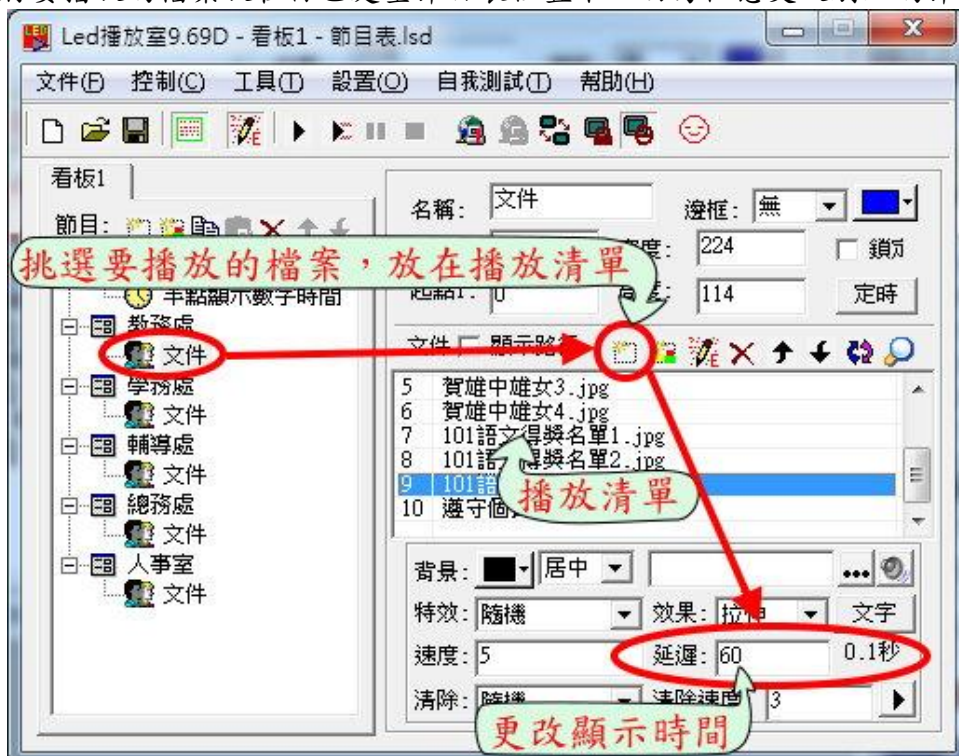 Led播放室9.69D - 看板1 - 節目表.lsd
文件(F) 控制(C) 工具(T) 設置(O) 自我測試(T) 幫助(H)
看板1
節目:
名稱: 文件 邊框: 無
挑選要播放的檔案，放在播放清單
度: 224 鎖定
半點顯示數字時間
起點Y: 0 高度: 114 定時
教務處
文件
文件 顯示路徑
學務處
文件
輔導處
文件
總務處
文件
人事室
文件
5 賀雄中雄女3.jpg
6 賀雄中雄女4.jpg
7 101語文得獎名單1.jpg
8 101語文得獎名單2.jpg
9 101語
10 遵守個
播放清單
背景: 居中
特效: 隨機 效果: 拉伸 文字
速度: 5 延遲: 60 0.1秒
清除: 隨機 清除速度: 3
更改顯示時間